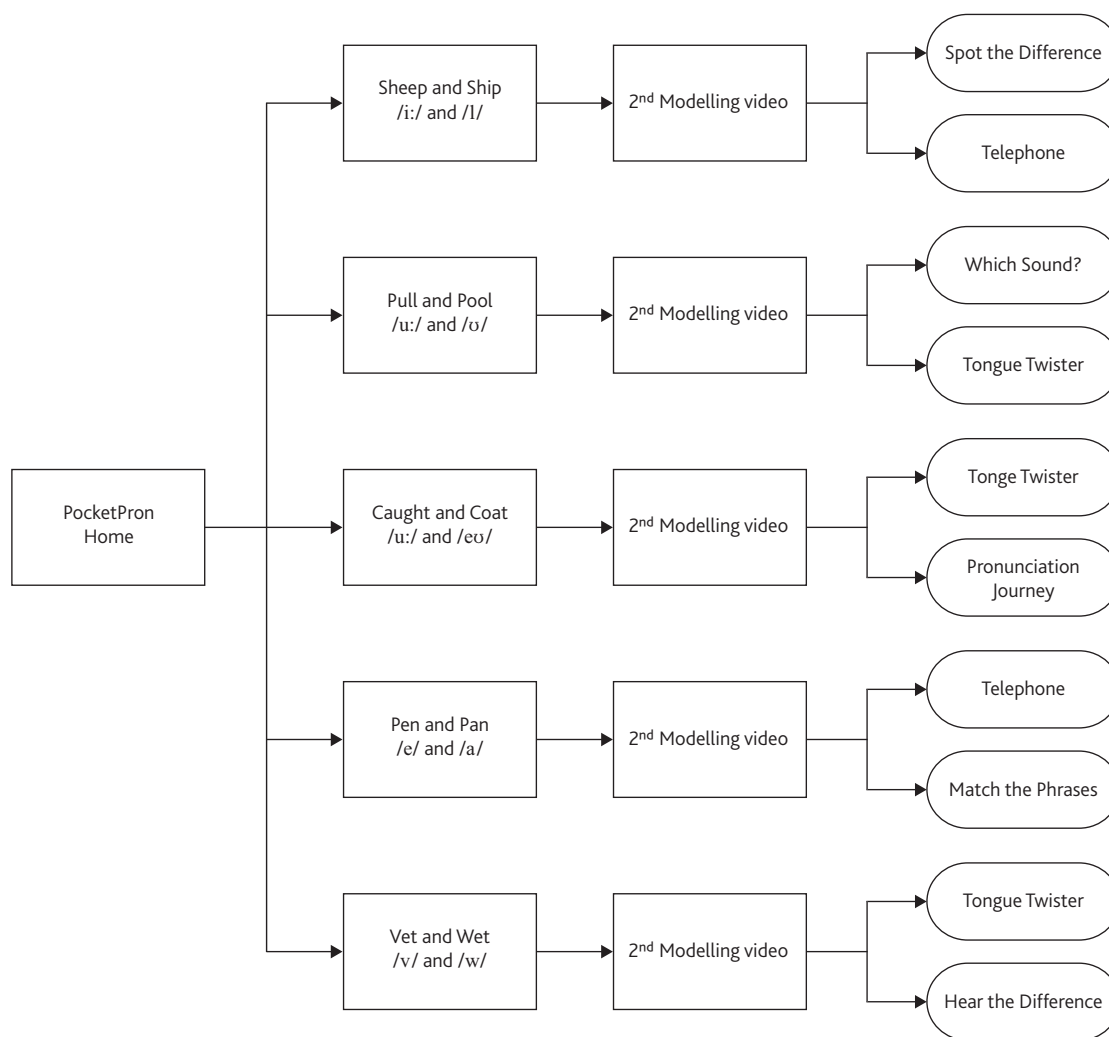 Spot the Difference
Sheep and Ship
/i:/ and /l/
2nd Modelling video
Telephone
Which Sound?
Pull and Pool
/u:/ and /ʊ/
2nd Modelling video
Tongue Twister
PocketPron
Home
Caught and Coat
/u:/ and /eʊ/
2nd Modelling video
Tonge Twister
Pronunciation
Journey
Pen and Pan
/e/ and /a/
2nd Modelling video
Telephone
Match the Phrases
Vet and Wet
/v/ and /w/
2nd Modelling video
Tongue Twister
Hear the Difference